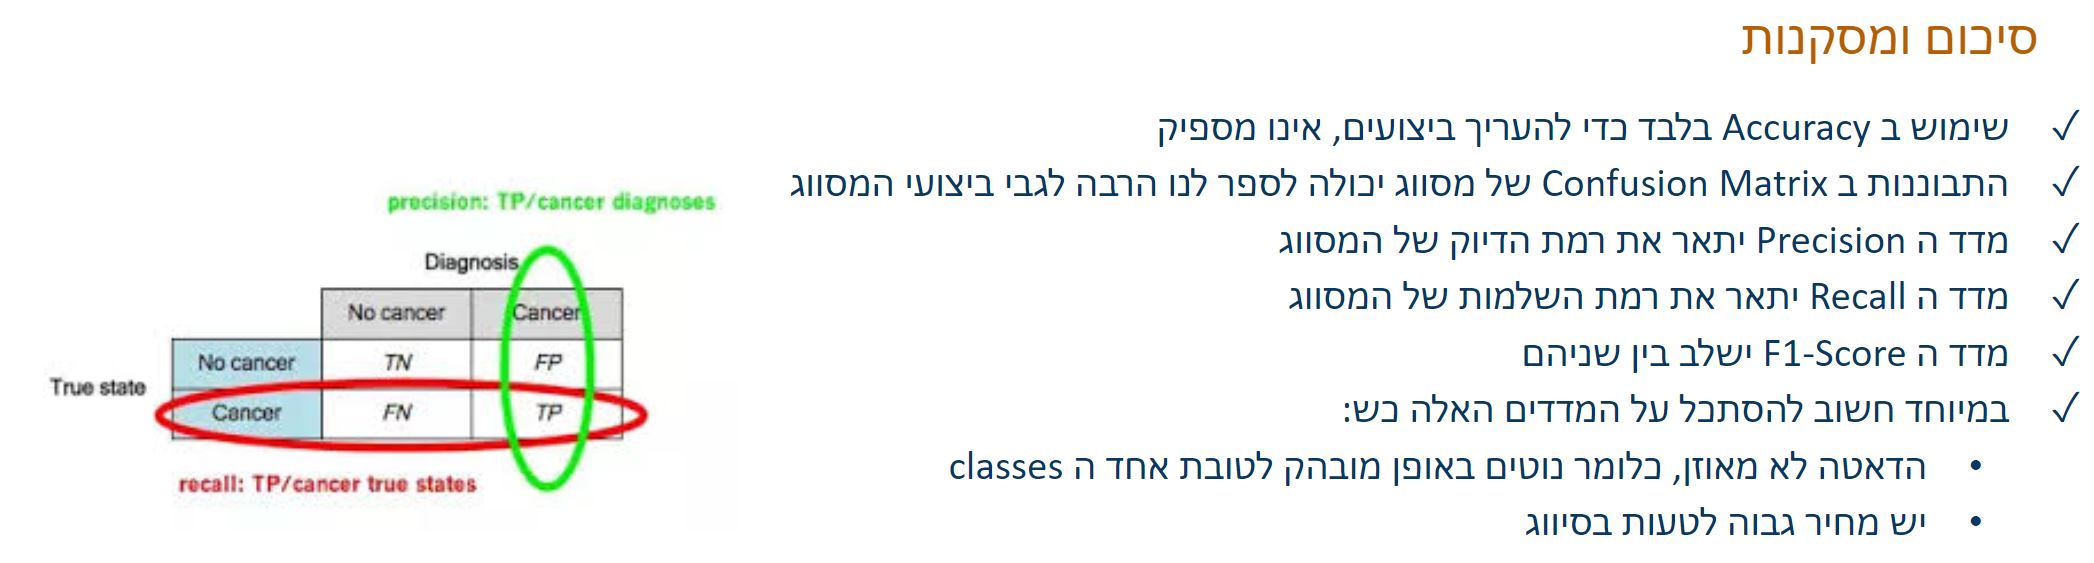 סיכום ומסקנות
✓ שימוש ב Accuracy בלבד כדי להעריך ביצועים, אינו מספיק
✓ התבוננות ב Confusion Matrix של מסווג יכולה לספר לנו הרבה לגבי ביצועי המסווג
✓ מדד ה Precision יתאר את רמת הדיוק של המסווג
✓ מדד ה Recall יתאר את רמת השלמות של המסווג
✓ מדד ה F1-Score ישלב בין שניהם
✓ במיוחד חשוב להסתכל על המדדים האלה כש:
• הדאטה לא מאוזן, כלומר נוטים באופן מובהק לטובת אחד ה classes
• יש מחיר גבוה לטעות בסיווג
precision: TP/cancer diagnoses
Diagnosis
No cancer Cancer
No cancer TN FP
True state
Cancer FN TP
recall: TP/cancer true states